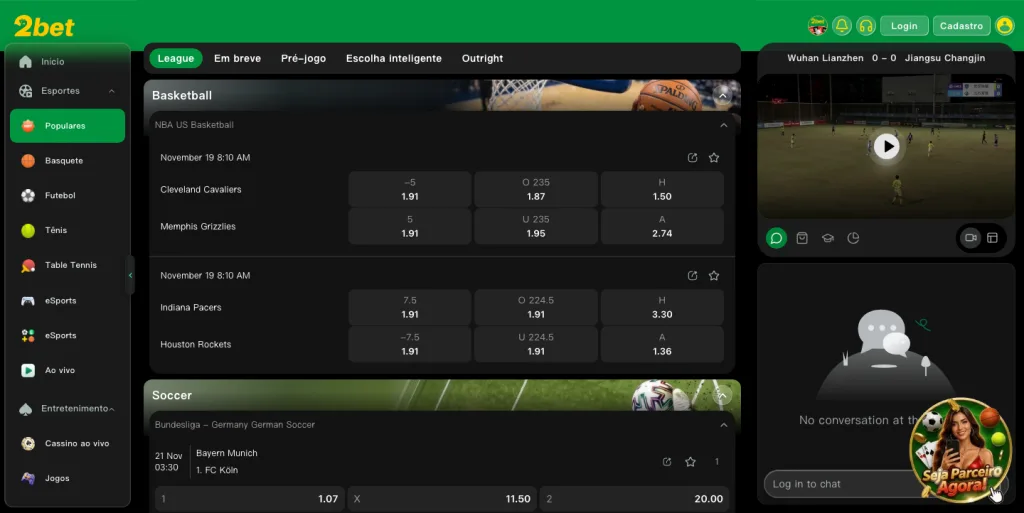 2bet
Login
Cadastro
Início
Esportes
Populares
Basquete
Futebol
Tênis
Table Tennis
eSports
eSports
Ao vivo
Entretenimento
Cassino ao vivo
Jogos
League
Em breve
Pré-jogo
Escolha inteligente
Outright
Basketball
NBA US Basketball
November 19 8:10 AM
Cleveland Cavaliers
-5
1.91
O 235
1.87
H
1.50
Memphis Grizzlies
5
1.91
U 235
1.95
A
2.74
November 19 8:10 AM
Indiana Pacers
7.5
1.91
O 224.5
1.91
H
3.30
Houston Rockets
-7.5
1.91
U 224.5
1.91
A
1.36
Soccer
Bundesliga - Germany German Soccer
21 Nov
03:30
Bayern Munich
1. FC Köln
1
1 1.07
X 11.50
2 20.00
Wuhan Lianzhen 0 - 0 Jiangsu Changjin
No conversation at th
Seja Parceiro
Agora!
Log in to chat